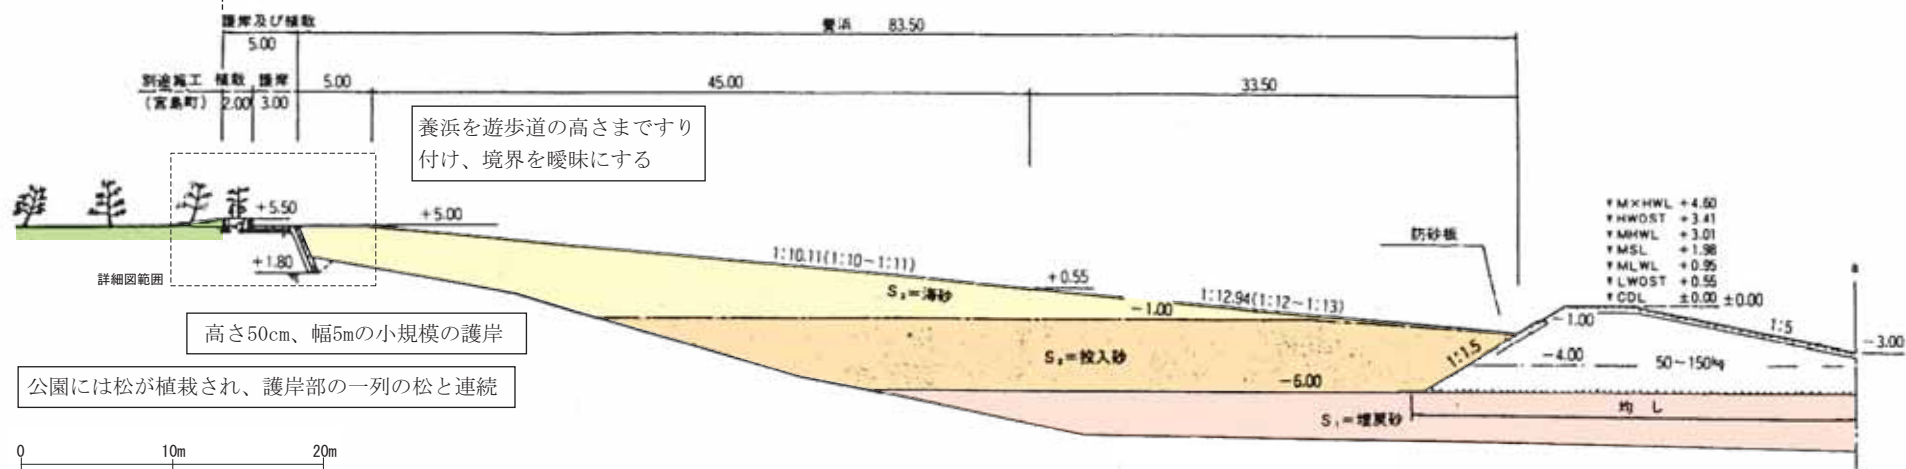 護岸及び植栽
5.00
養浜 83.50
別途施工 植栽 護岸 5.00 45.00 33.50
(宮島町) 2.00 3.00
養浜を遊歩道の高さまですり
付け、境界を曖昧にする
+5.50
+5.00
+1.80
詳細図範囲
1:10.11(1:10~1:11)
+0.55
S₃=海砂
-1.00
1:12.94(1:12~1:13)
防砂板
▼M×HWL +4.60
▼HWOST +3.41
▼MHWL +3.01
▼MSL +1.98
▼MLWL +0.95
▼LWOST +0.55
▼CDL ±0.00 ±0.00
-1.00
1:5
-3.00
1:1.5
-4.00
50~150kg
S₂=投入砂
-6.00
均し
S₁=埋戻砂
高さ50cm、幅5mの小規模の護岸
公園には松が植栽され、護岸部の一列の松と連続
0 10m 20m